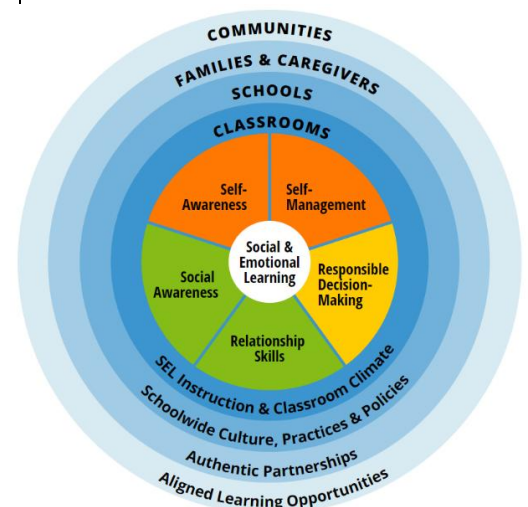 COMMUNITIES
FAMILIES & CAREGIVERS
SCHOOLS
CLASSROOMS
Self-
Awareness
Self-
Management
Social &
Emotional
Learning
Social
Awareness
Responsible
Decision-
Making
Relationship
Skills
SEL Instruction & Classroom Climate
Schoolwide Culture, Practices & Policies
Authentic Partnerships
Aligned Learning Opportunities